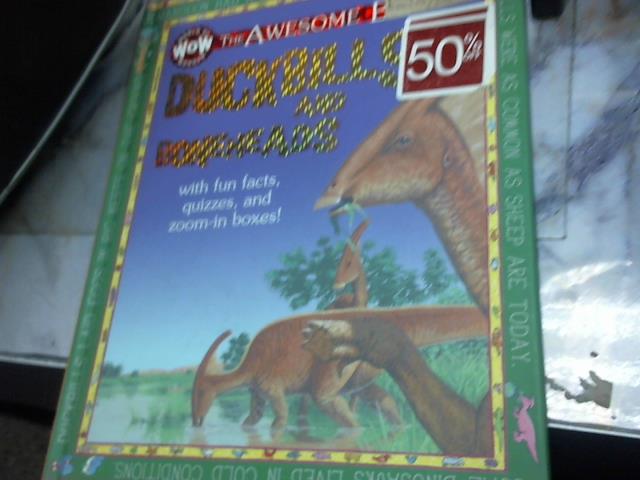 WOW THE AWESOME
50% OFF
DUCKBILLS
AND
BONEHEADS
with fun facts,
quizzes, and
zoom-in boxes!
S WERE AS COMMON AS SHEEP ARE TODAY
DINOSAURS LIVED IN COLD CONDITIONS